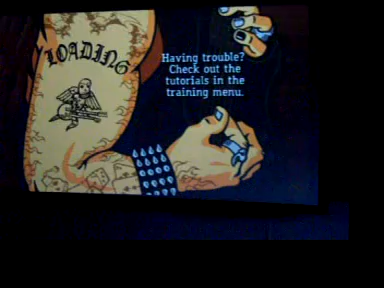 LOADING
Having trouble?
Check out the
tutorials in the
training menu.